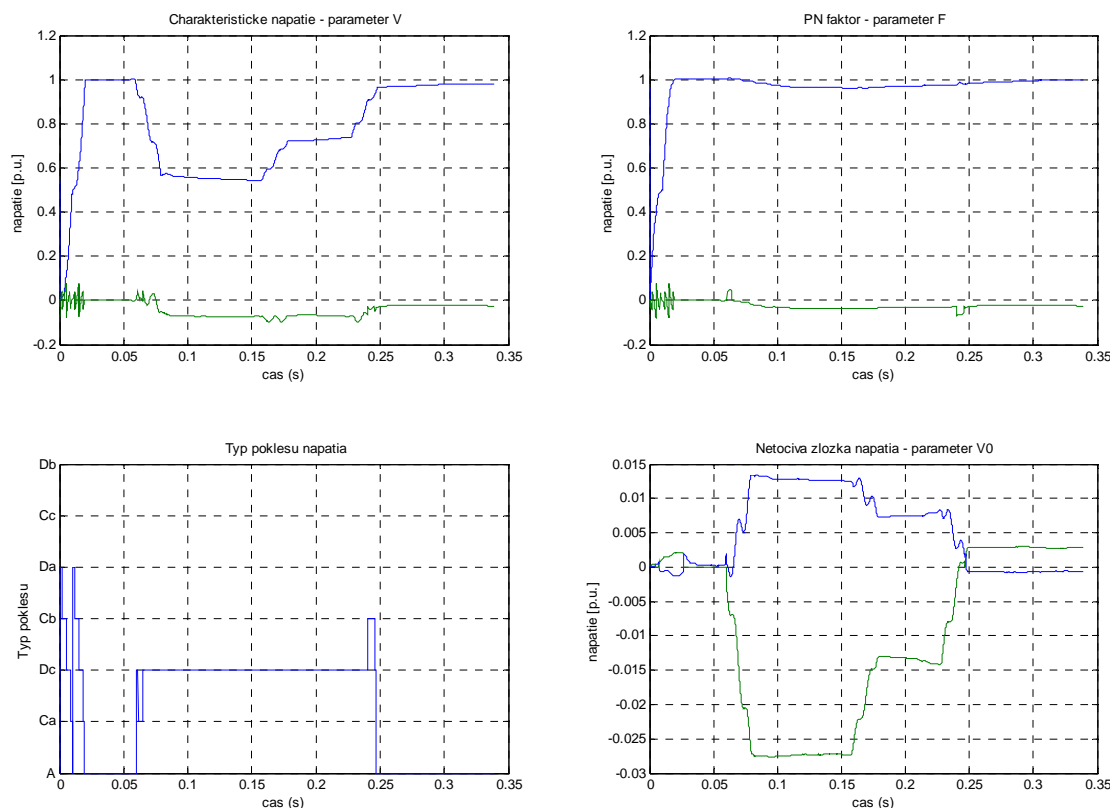 Charakteristicke napatie - parameter V
1.2
1
0.8
0.6
0.4
0.2
0
-0.2
napatie [p.u.]
0 0.05 0.1 0.15 0.2 0.25 0.3 0.35
cas (s)
PN faktor - parameter F
1.2
1
0.8
0.6
0.4
0.2
0
-0.2
napatie [p.u.]
0 0.05 0.1 0.15 0.2 0.25 0.3 0.35
cas (s)
Typ poklesu napatia
Db
Cc
Da
Cb
Dc
Ca
A
Typ poklesu
0 0.05 0.1 0.15 0.2 0.25 0.3 0.35
cas (s)
Netociva zlozka napatia - parameter V0
0.015
0.01
0.005
0
-0.005
-0.01
-0.015
-0.02
-0.025
-0.03
napatie [p.u.]
0 0.05 0.1 0.15 0.2 0.25 0.3 0.35
cas (s)